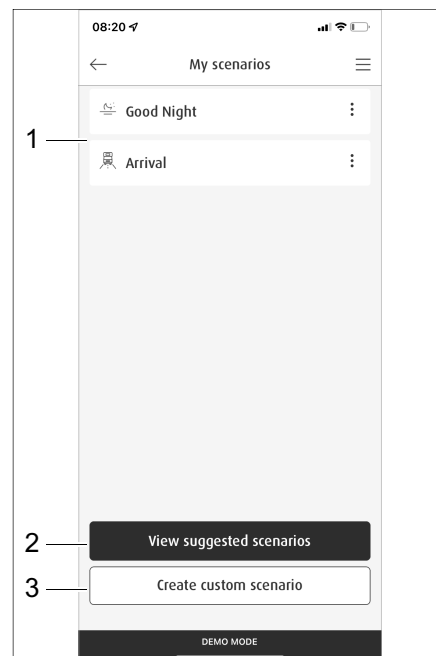 08:20
My scenarios
Good Night
1
Arrival
2
View suggested scenarios
3
Create custom scenario
DEMO MODE